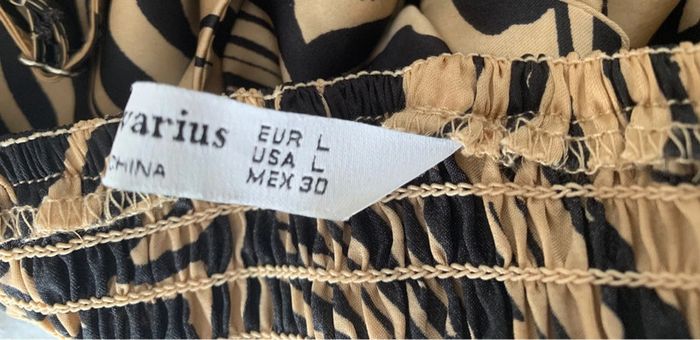 varius
CHINA
EUR L
USA L
MEX 30